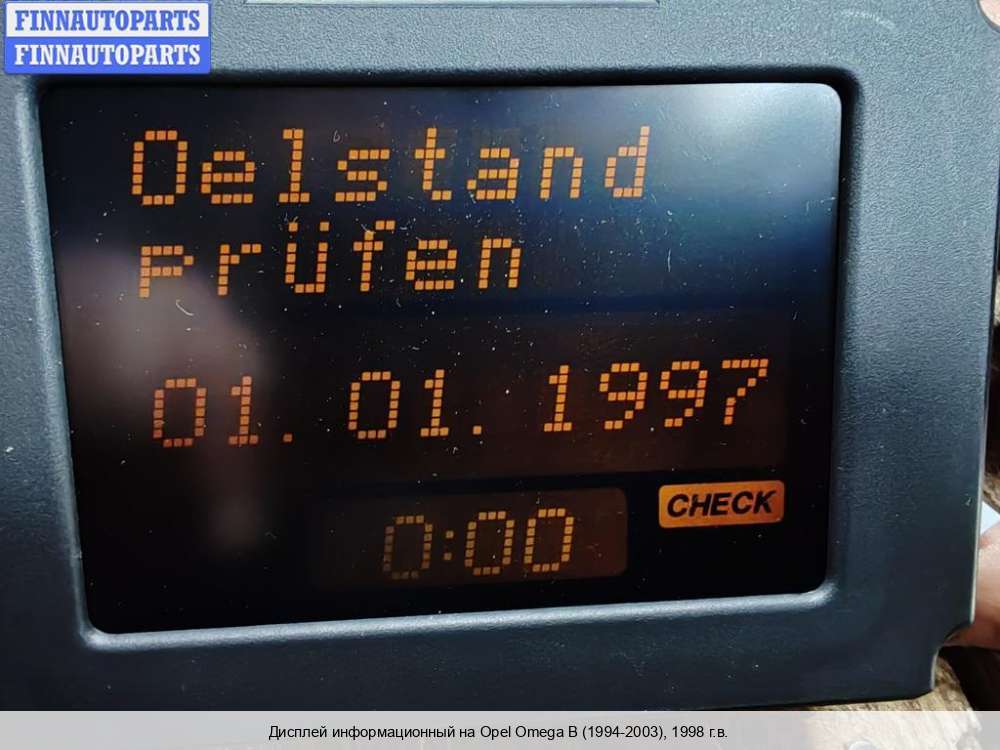 FINNAUTOPARTS
FINNAUTOPARTS
Oelstand
prüfen
01. 01. 1997
0:00
CHECK
Дисплей информационный на Opel Omega B (1994-2003), 1998 г.в.